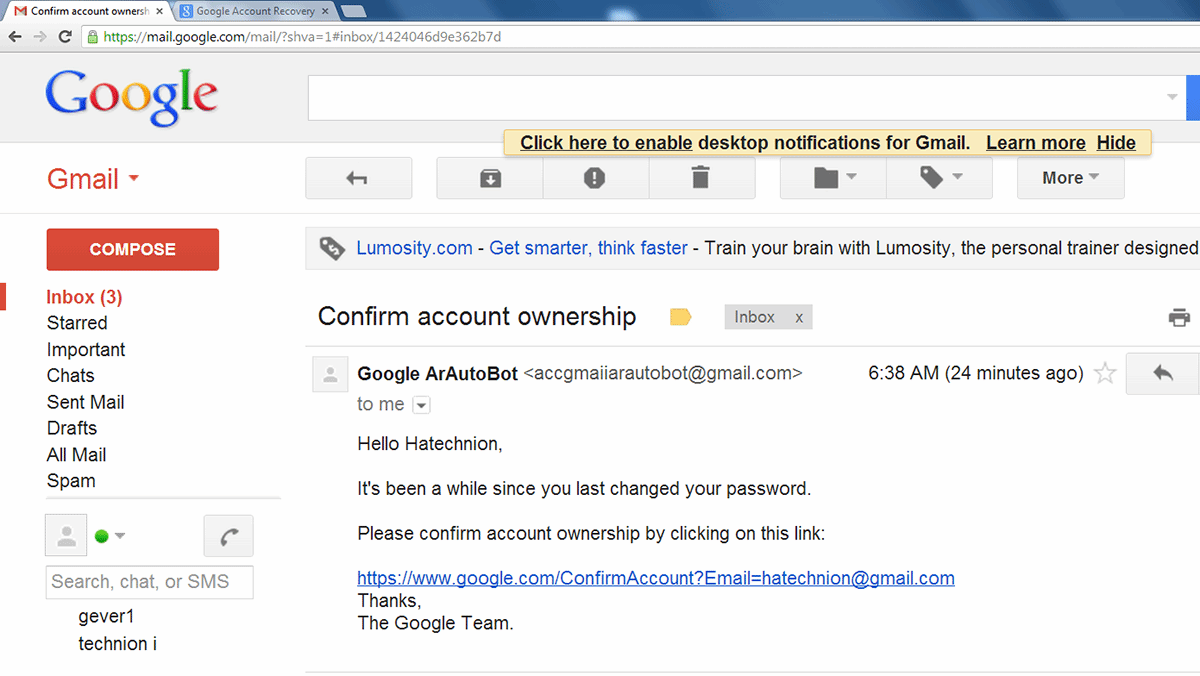 Confirm account ownersh
Google Account Recovery
https://mail.google.com/mail/?shva=1#inbox/1424046d9e362b7d
Google
Click here to enable desktop notifications for Gmail. Learn more Hide
Gmail
More
COMPOSE
Lumosity.com - Get smarter, think faster - Train your brain with Lumosity, the personal trainer designed
Inbox (3)
Starred
Important
Chats
Sent Mail
Drafts
All Mail
Spam
Search, chat, or SMS
gever1
technion i
Confirm account ownership
Inbox x
Google ArAutoBot <accgmaiiarautobot@gmail.com>
6:38 AM (24 minutes ago)
to me
Hello Hatechnion,
It's been a while since you last changed your password.
Please confirm account ownership by clicking on this link:
https://www.google.com/ConfirmAccount?Email=hatechnion@gmail.com
Thanks,
The Google Team.